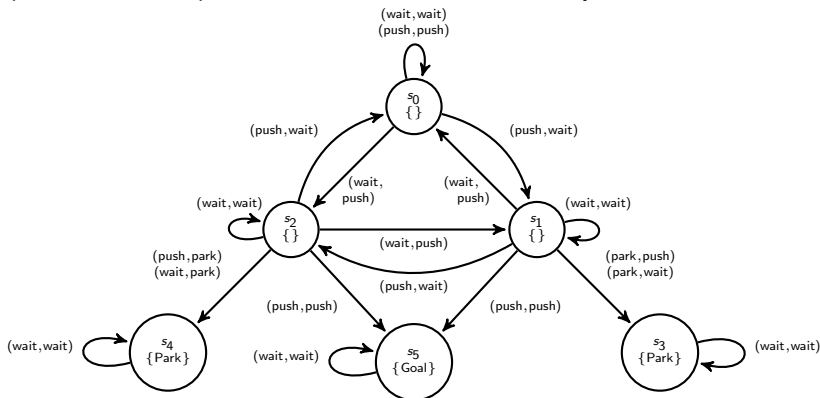 (wait,wait)
(push,push)
s0
{}
(push,wait)
(push,wait)
(wait,
push)
(wait,
push)
(wait,wait)
s2
{}
s1
{}
(wait,wait)
(wait,push)
(push,park)
(wait,park)
(push,wait)
(park,push)
(park,wait)
(push,push)
(push,push)
(wait,wait)
s4
{Park}
(wait,wait)
s5
{Goal}
s3
{Park}
(wait,wait)